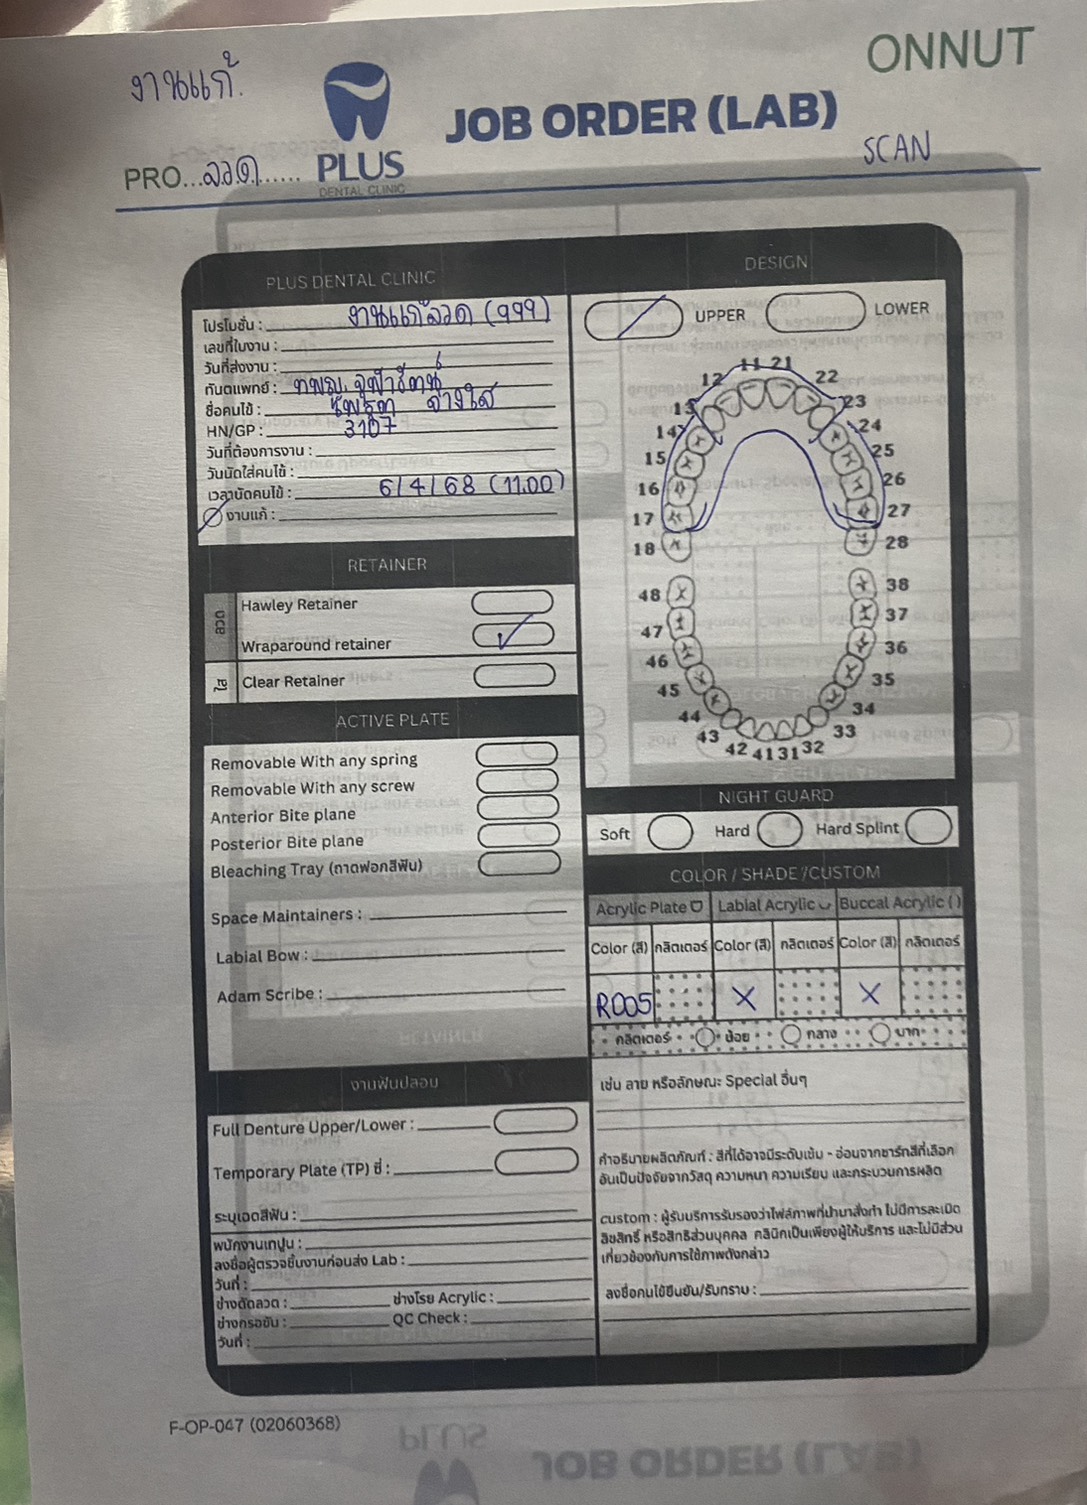 งานแก้.
ONNUT
JOB ORDER (LAB)
SCAN
PRO...ลวด......
PLUS
DENTAL CLINIC
PLUS DENTAL CLINIC
โปรโมชั่น : งานแก้ลวด (999)
เลขที่ใบงาน :
วันที่ส่งงาน :
ทันตแพทย์ : ทพญ.
ชื่อคนไข้ :
HN/GP : 3107
วันที่ต้องการงาน :
วันนัดใส่คนไข้ :
เวลานัดคนไข้ : 6/4/68 (11.00)
งานแก้ :
DESIGN
UPPER
LOWER
11 21
12 22
13 23
14 24
15 25
16 26
17 27
18 28
48 38
47 37
46 36
45 35
44 34
43 33
42 41 31 32
RETAINER
ลวด
Hawley Retainer
Wraparound retainer
ใส
Clear Retainer
ACTIVE PLATE
Removable With any spring
Removable With any screw
Anterior Bite plane
Posterior Bite plane
Bleaching Tray (ถาดฟอกสีฟัน)
Space Maintainers :
Labial Bow :
Adam Scribe :
NIGHT GUARD
Soft Hard Hard Splint
COLOR / SHADE /CUSTOM
Acrylic Plate Labial Acrylic Buccal Acrylic ( )
Color (สี) กลิตเตอร์ Color (สี) กลิตเตอร์ Color (สี) กลิตเตอร์
R005 X X
กลิตเตอร์ น้อย กลาง มาก
เช่น ลาย หรือลักษณะ Special อื่นๆ
งานฟันปลอม
Full Denture Upper/Lower :
Temporary Plate (TP) ซี่ :
ระบุเฉดสีฟัน :
พนักงานเทปูน :
ลงชื่อผู้ตรวจชิ้นงานก่อนส่ง Lab :
วันที่ :
ช่างดัดลวด : ช่างโรย Acrylic :
ช่างกรอขัด : QC Check :
วันที่ :
คำอธิบายผลิตภัณฑ์ : สีที่ได้อาจมีระดับเข้ม - อ่อนจากชาร์ทสีที่เลือก
อันเป็นปัจจัยจากวัสดุ ความหนา ความเรียบ และกระบวนการผลิต
custom : ผู้รับบริการรับรองว่าไฟล์ภาพที่นำมาสั่งทำ ไม่มีการละเมิด
ลิขสิทธิ์ หรือสิทธิส่วนบุคคล คลินิกเป็นเพียงผู้ให้บริการ และไม่มีส่วน
เกี่ยวข้องกับการใช้ภาพดังกล่าว
ลงชื่อคนไข้ยืนยัน/รับทราบ :
F-OP-047 (02060368)